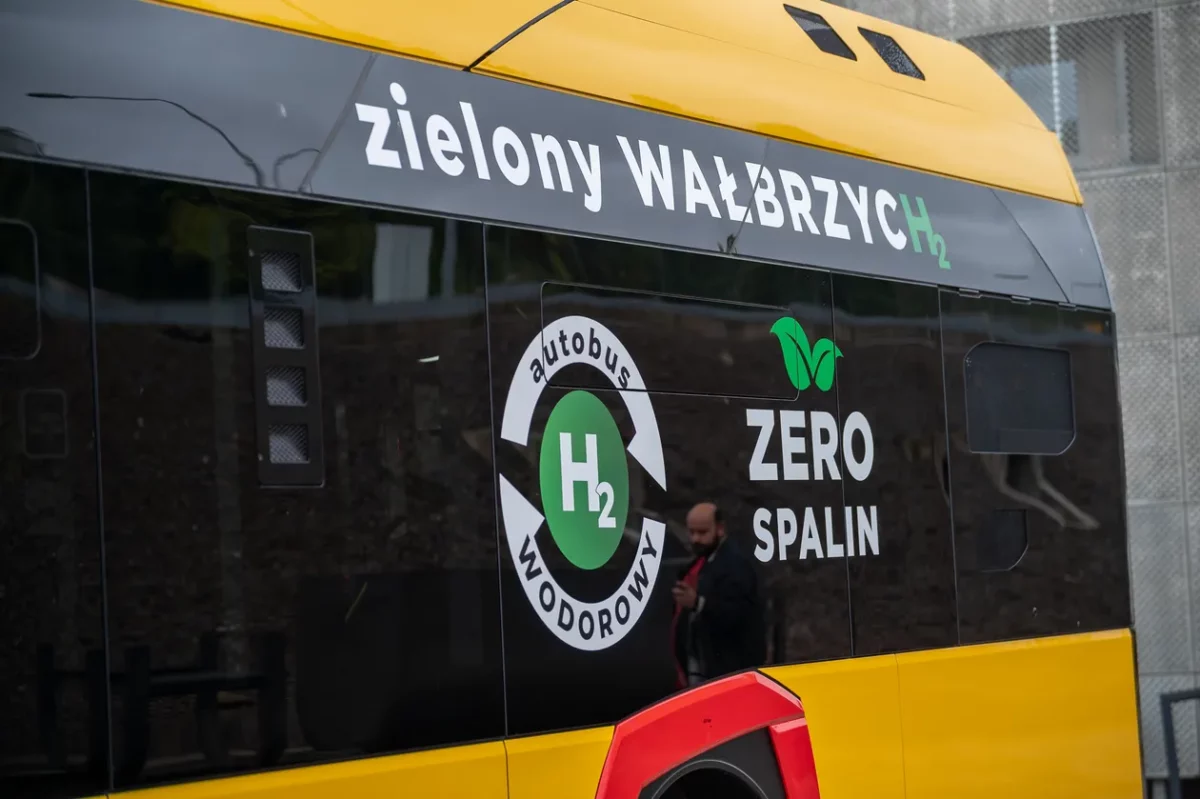 zielony WAŁBRZYCH₂
autobus
H₂
WODOROWY
ZERO
SPALIN